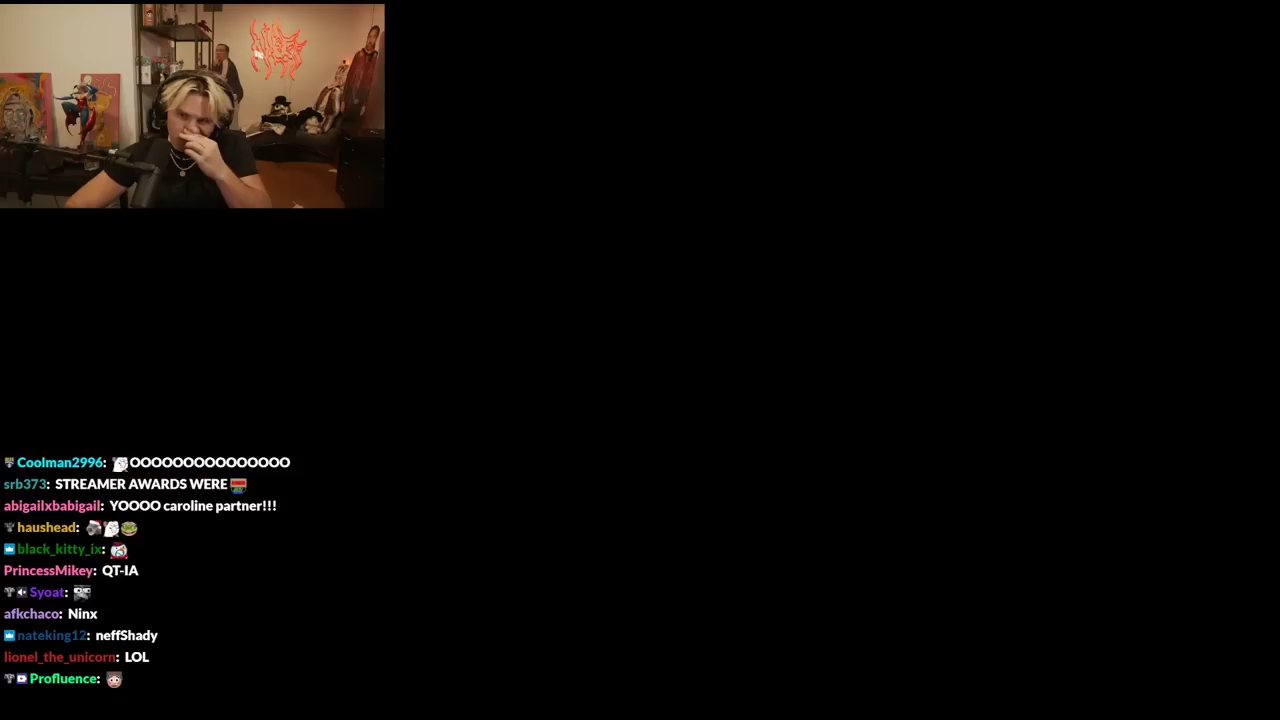 Coolman2996: OOOOOOOOOOOOOOO
srb373: STREAMER AWARDS WERE
abigailxbabigail: YOOOO caroline partner!!!
haushead:
black_kitty_ix:
PrincessMikey: QT-IA
Syoat:
afkchaco: Ninx
nateking12: neffShady
lionel_the_unicorn: LOL
Profluence: